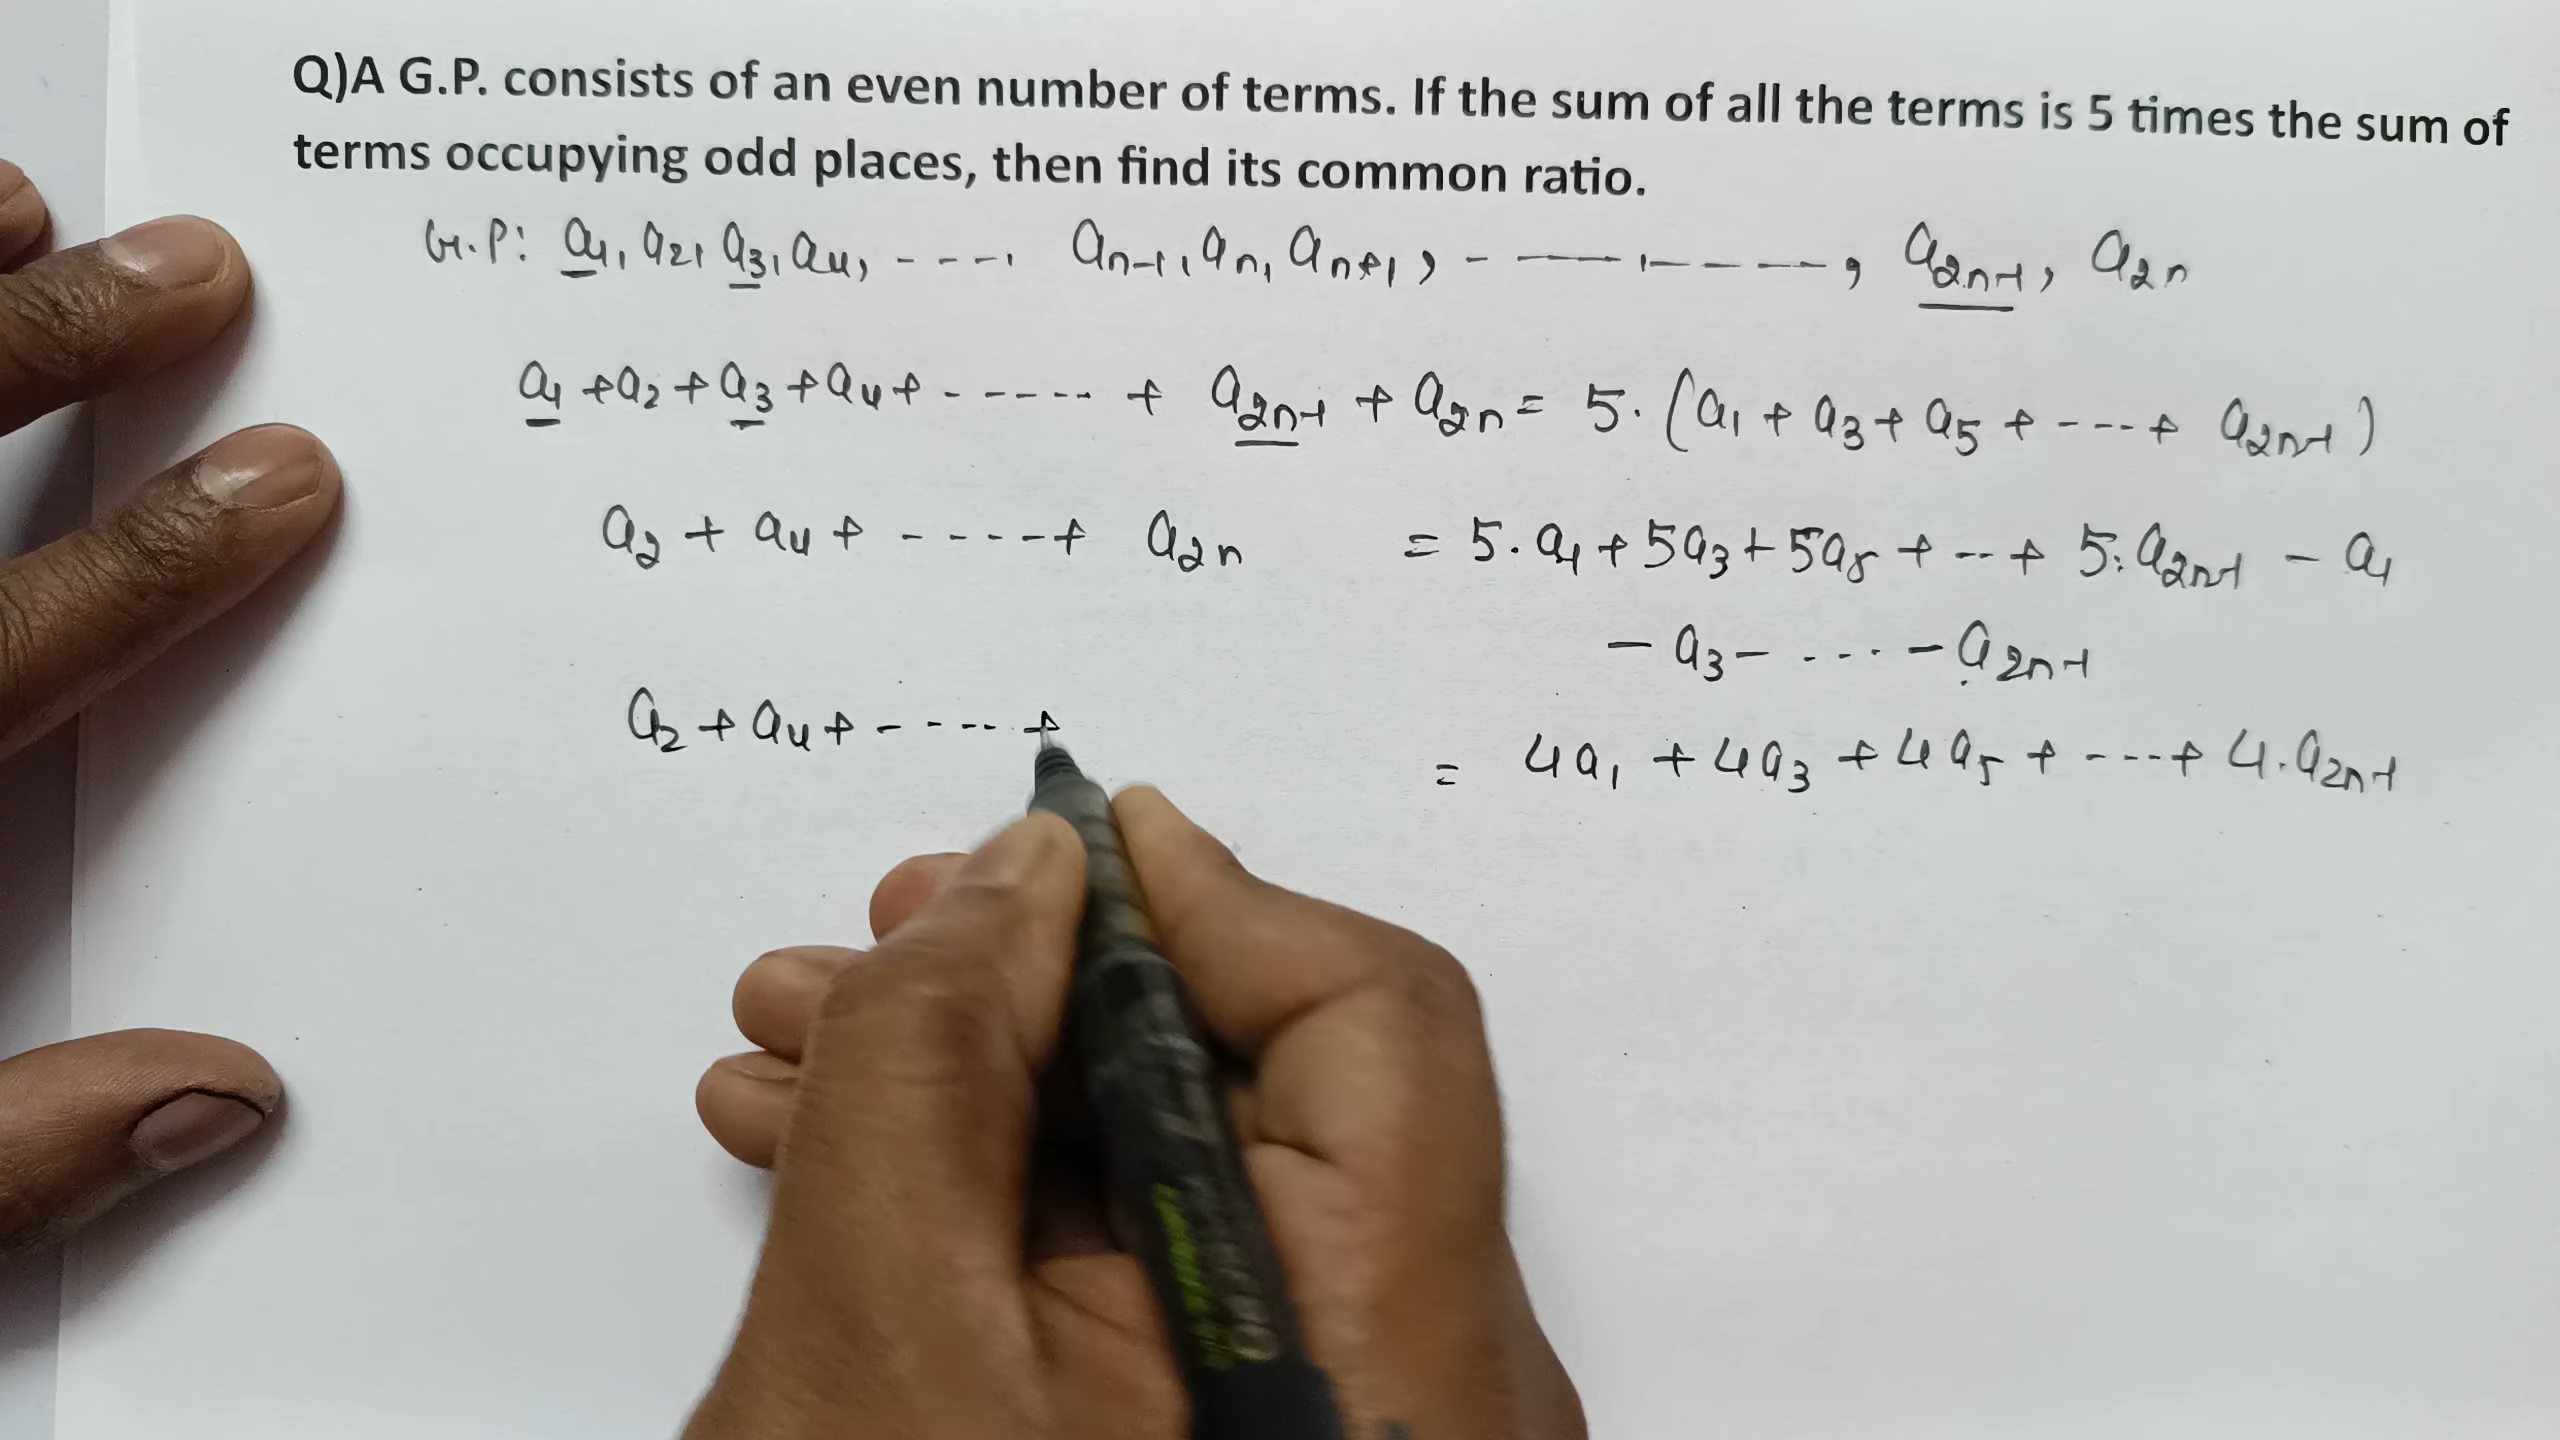 Q)A G.P. consists of an even number of terms. If the sum of all the terms is 5 times the sum of
terms occupying odd places, then find its common ratio.
G.P: a1, a2, a3, a4, ---- an-1, an, an+1, - — — — — , a2n-1, a2n
a1 + a2 + a3 + a4 + ------ + a2n-1 + a2n = 5. (a1 + a3 + a5 + ---+ a2n-1)
a2 + a4 + ----+ a2n = 5.a1 + 5a3 + 5a5 + --+ 5.a2n-1 - a1
- a3 - .... - a2n-1
a2 + a4 + ---- + = 4a1 + 4a3 + 4a5 + ---+ 4.a2n-1